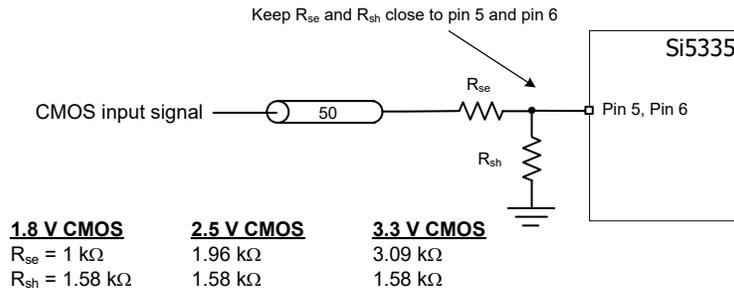 Keep Rse and Rsh close to pin 5 and pin 6
Si5335
Rse
CMOS input signal
50
Pin 5, Pin 6
Rsh
1.8 V CMOS 2.5 V CMOS 3.3 V CMOS
Rse = 1 kΩ 1.96 kΩ 3.09 kΩ
Rsh = 1.58 kΩ 1.58 kΩ 1.58 kΩ